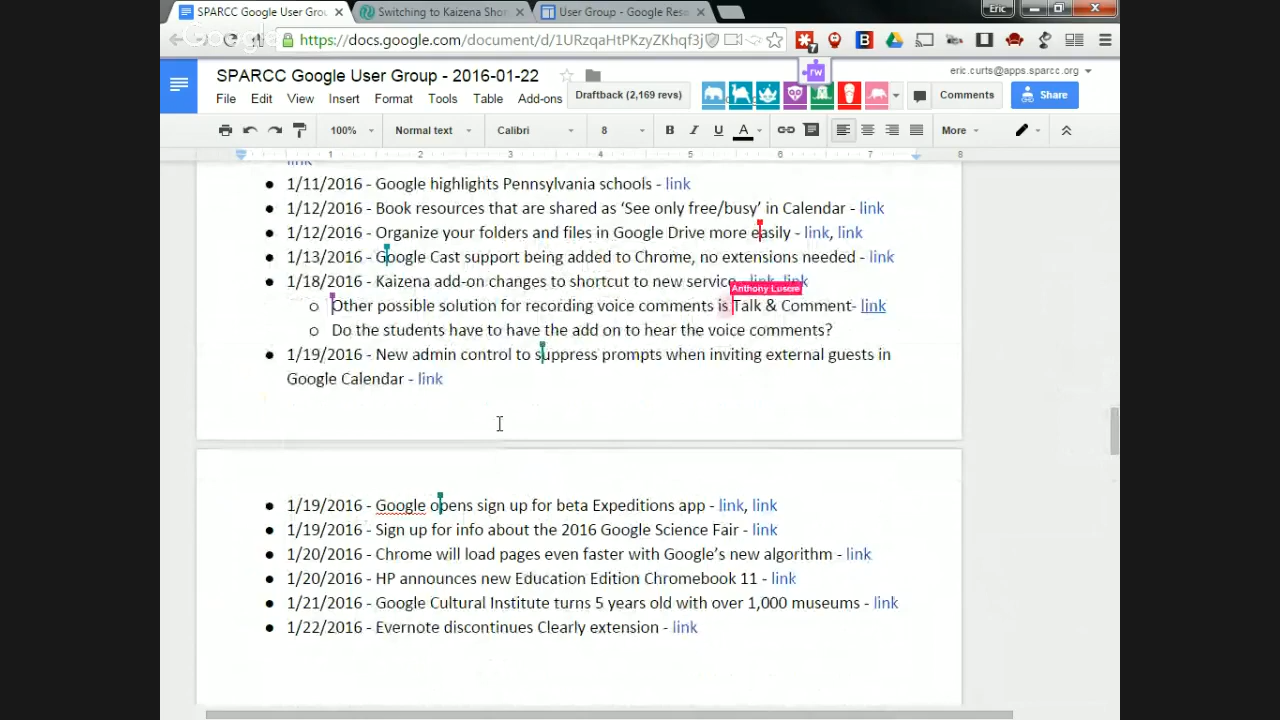 SPARCC Google User Grou
Switching to Kaizena Shor
User Group - Google Res
Eric
https://docs.google.com/document/d/1URzqaHtPKzyZKhqf3j
7
rw
SPARCC Google User Group - 2016-01-22
eric.curts@apps.sparcc.org
File Edit View Insert Format Tools Table Add-ons Draftback (2,169 revs) Comments Share
100% Normal text Calibri 8 B I U A More
1 2 3 4 5 6 7 8
link
● 1/11/2016 - Google highlights Pennsylvania schools - link
● 1/12/2016 - Book resources that are shared as ‘See only free/busy’ in Calendar - link
● 1/12/2016 - Organize your folders and files in Google Drive more easily - link, link
● 1/13/2016 - Google Cast support being added to Chrome, no extensions needed - link
● 1/18/2016 - Kaizena add-on changes to shortcut to new service - link, link
Anthony Luscre
○ Other possible solution for recording voice comments is Talk & Comment- link
○ Do the students have to have the add on to hear the voice comments?
● 1/19/2016 - New admin control to suppress prompts when inviting external guests in
Google Calendar - link
● 1/19/2016 - Google opens sign up for beta Expeditions app - link, link
● 1/19/2016 - Sign up for info about the 2016 Google Science Fair - link
● 1/20/2016 - Chrome will load pages even faster with Google’s new algorithm - link
● 1/20/2016 - HP announces new Education Edition Chromebook 11 - link
● 1/21/2016 - Google Cultural Institute turns 5 years old with over 1,000 museums - link
● 1/22/2016 - Evernote discontinues Clearly extension - link